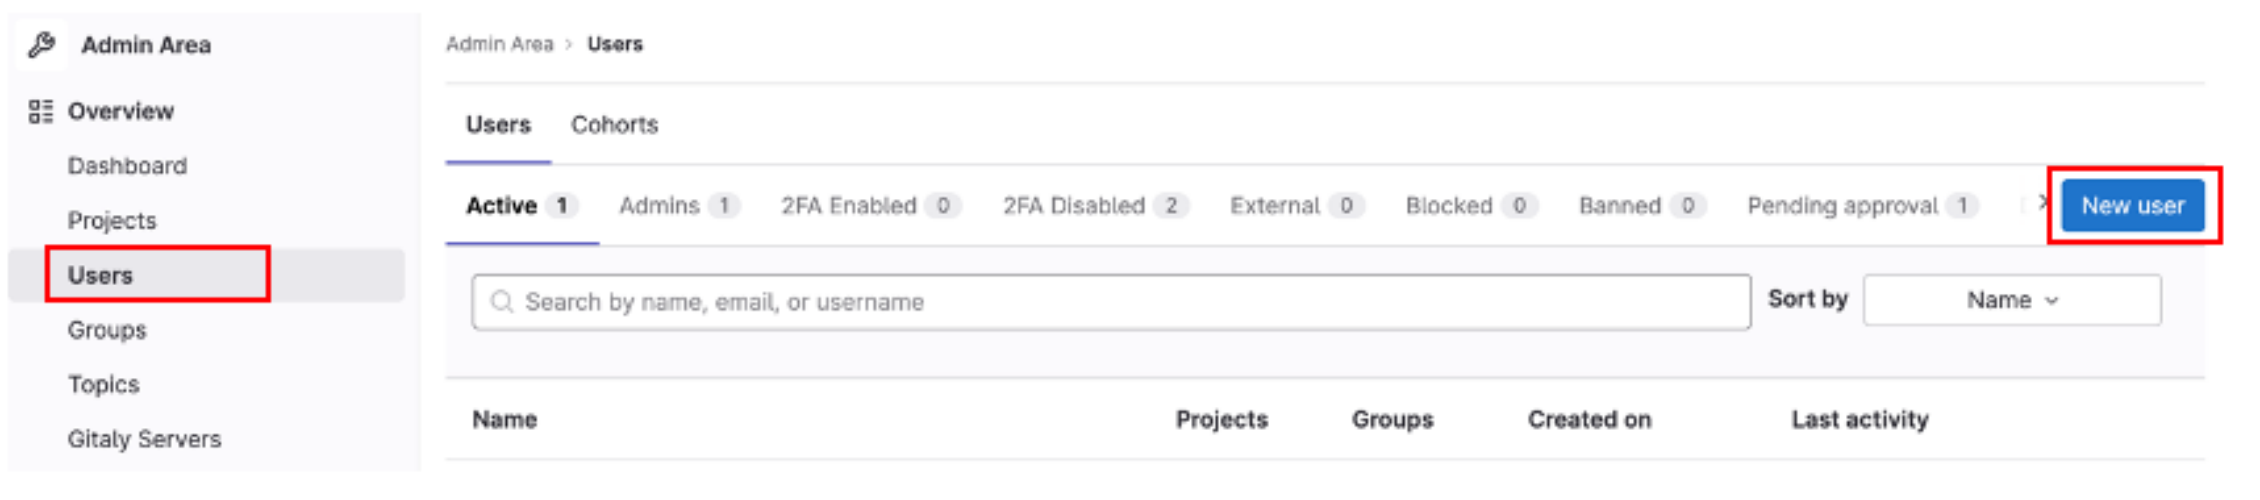 Admin Area
Overview
Dashboard
Projects
Users
Groups
Topics
Gitaly Servers
Admin Area > Users
Users Cohorts
Active 1 Admins 1 2FA Enabled 0 2FA Disabled 2 External 0 Blocked 0 Banned 0 Pending approval 1 New user
Search by name, email, or username Sort by Name
Name Projects Groups Created on Last activity